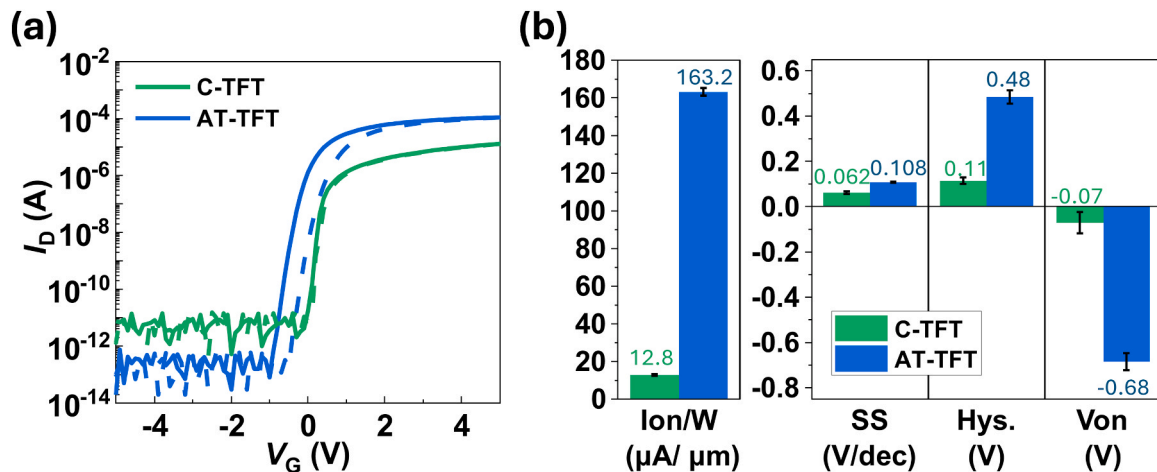 (a)
10⁻²
10⁻⁴
10⁻⁶
10⁻⁸
10⁻¹⁰
10⁻¹²
10⁻¹⁴
I_D (A)
C-TFT
AT-TFT
-4
-2
0
2
4
V_G (V)
(b)
180
160
140
120
100
80
60
40
20
0
163.2
12.8
Ion/W
(μA/ μm)
0.6
0.4
0.2
0.0
-0.2
-0.4
-0.6
-0.8
0.062
0.108
0.11
0.48
-0.07
-0.68
C-TFT
AT-TFT
SS
(V/dec)
Hys.
(V)
Von
(V)